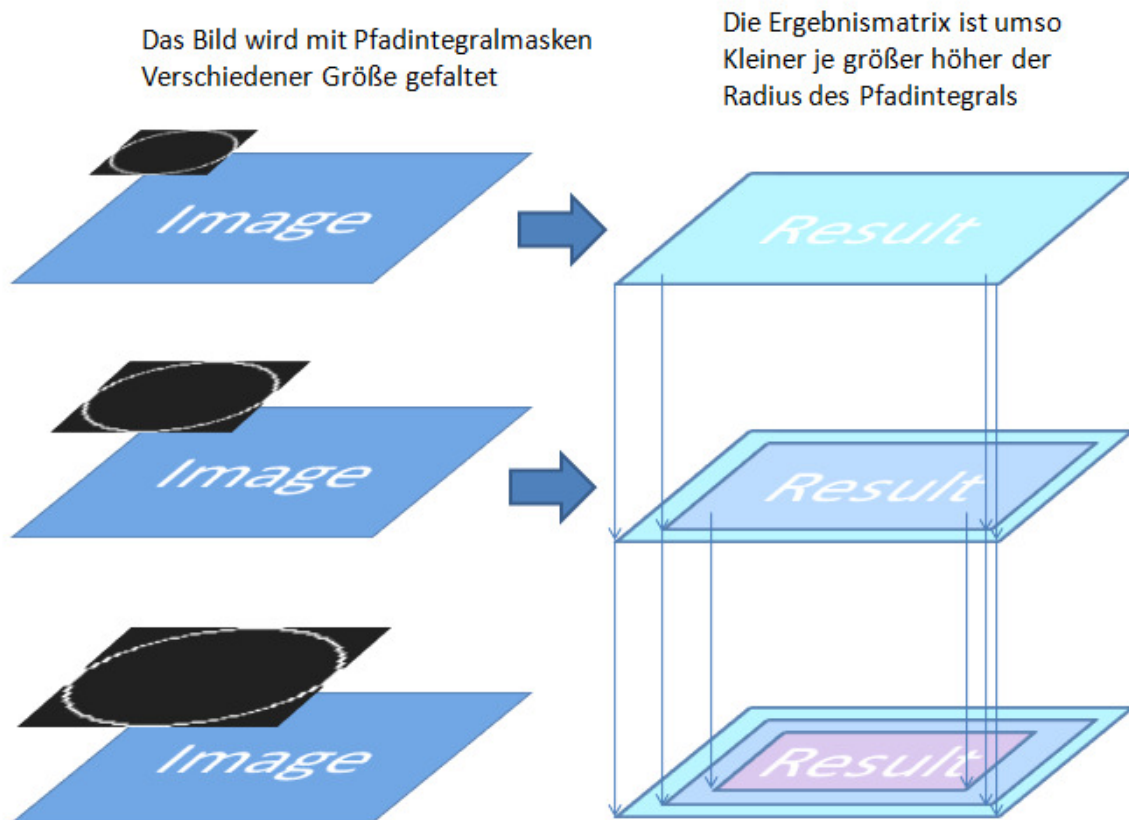 Das Bild wird mit Pfadintegralmasken
Verschiedener Größe gefaltet
Die Ergebnismatrix ist umso
Kleiner je größer höher der
Radius des Pfadintegrals
Image
Result
Image
Result
Image
Result